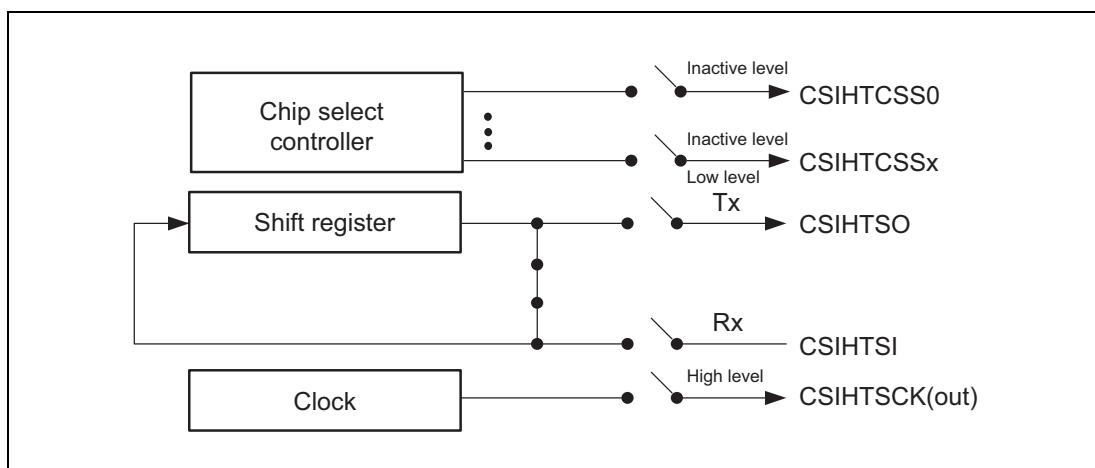 Chip select
controller
Inactive level
CSIHTCSS0
Inactive level
CSIHTCSSx
Low level
Shift register
Tx
CSIHTSO
Rx
CSIHTSI
Clock
High level
CSIHTSCK(out)